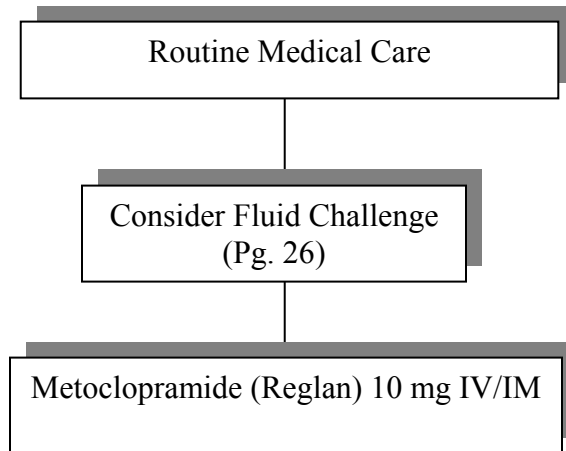 Routine Medical Care
Consider Fluid Challenge
(Pg. 26)
Metoclopramide (Reglan) 10 mg IV/IM